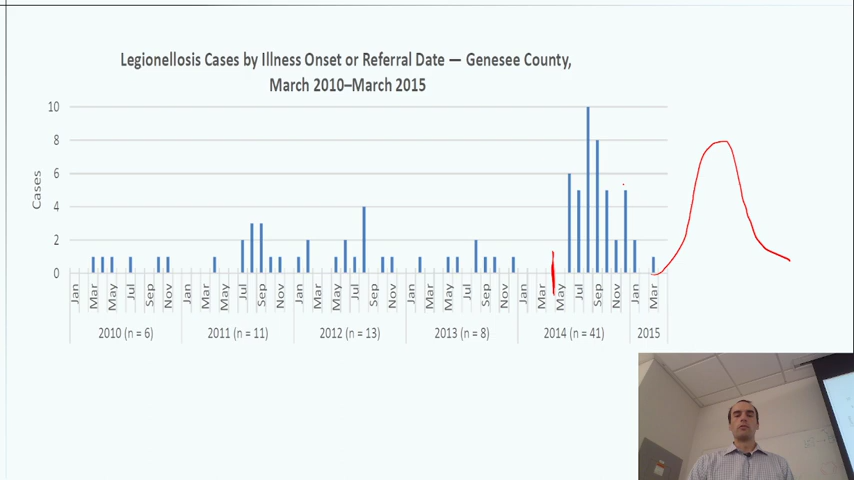 Legionellosis Cases by Illness Onset or Referral Date — Genesee County,
March 2010–March 2015
10
8
6
4
2
0
Cases
Jan Mar May Jul Sep Nov Jan Mar May Jul Sep Nov Jan Mar May Jul Sep Nov Jan Mar May Jul Sep Nov Jan Mar May Jul Sep Nov Jan Mar
2010 (n = 6) 2011 (n = 11) 2012 (n = 13) 2013 (n = 8) 2014 (n = 41) 2015